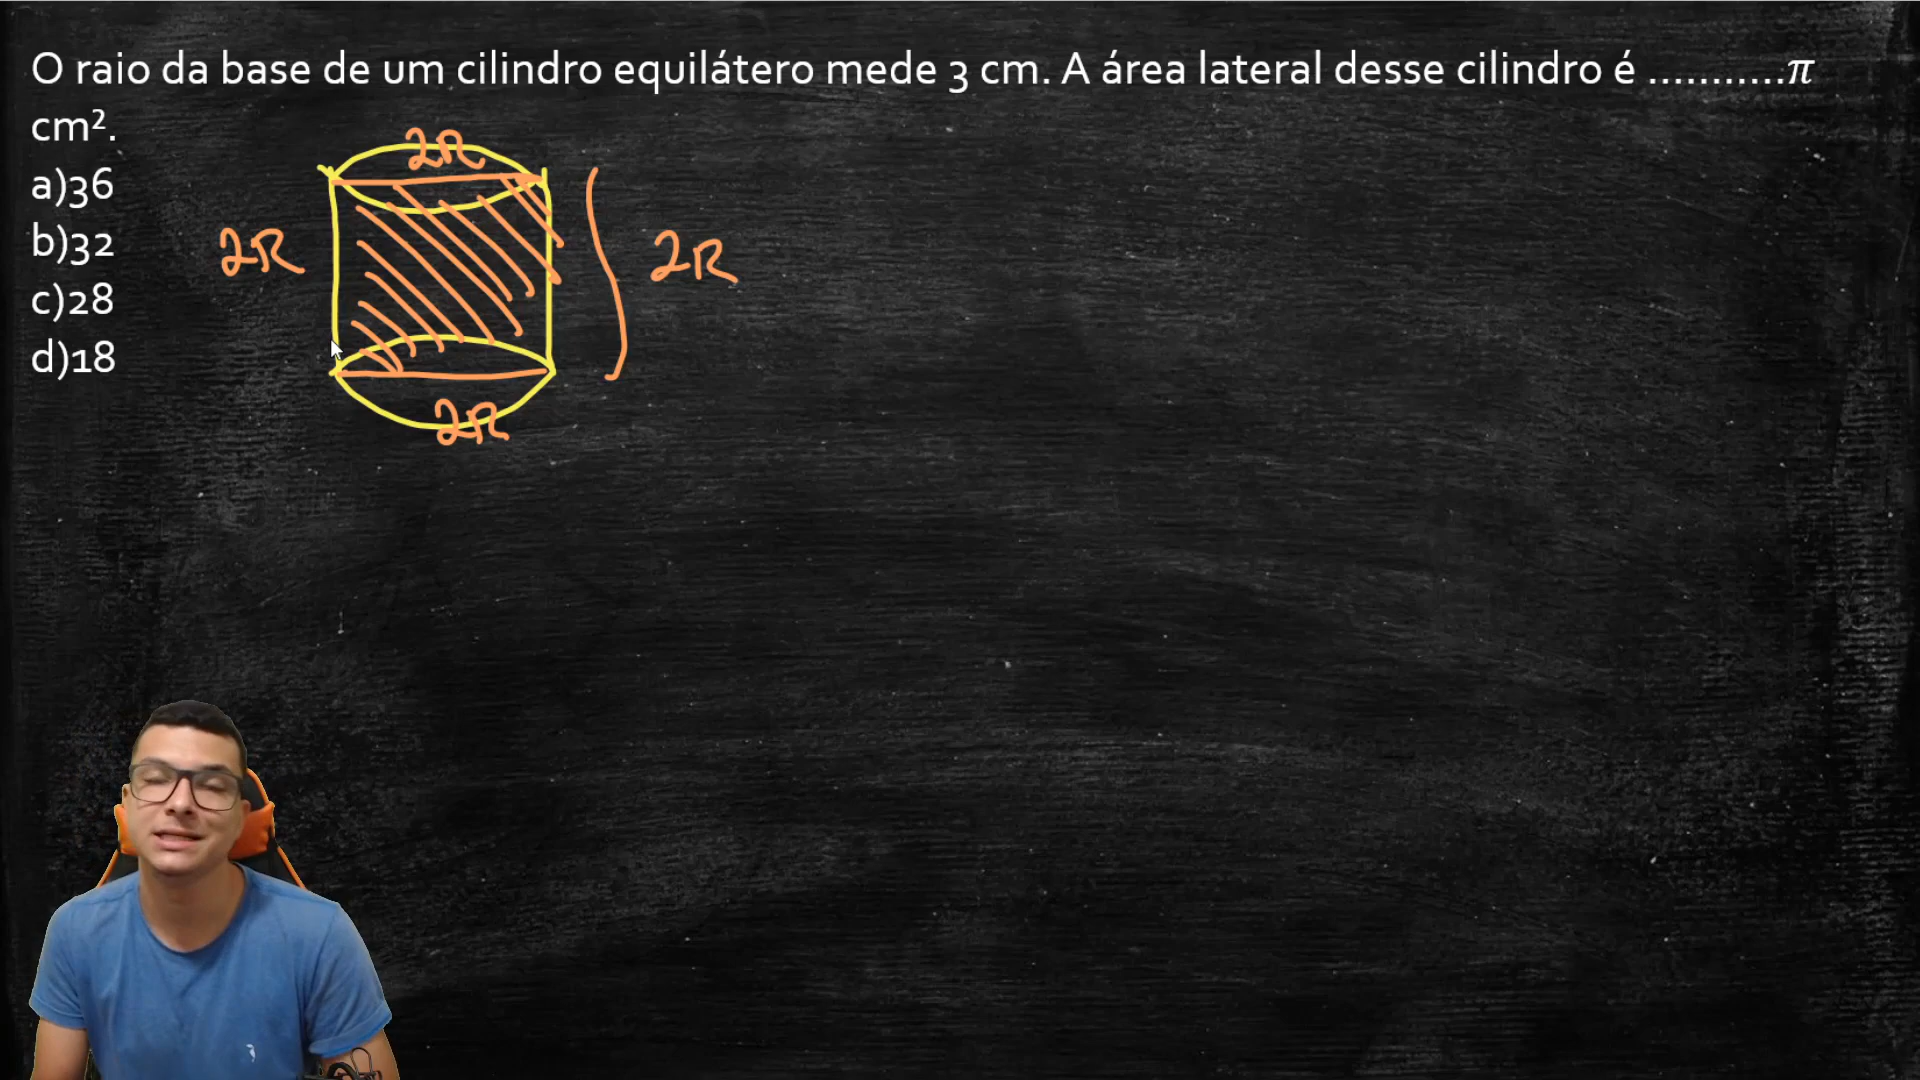 O raio da base de um cilindro equilátero mede 3 cm. A área lateral desse cilindro é ...........π
cm².
a)36
b)32
c)28
d)18
2R
2R
2R
2R